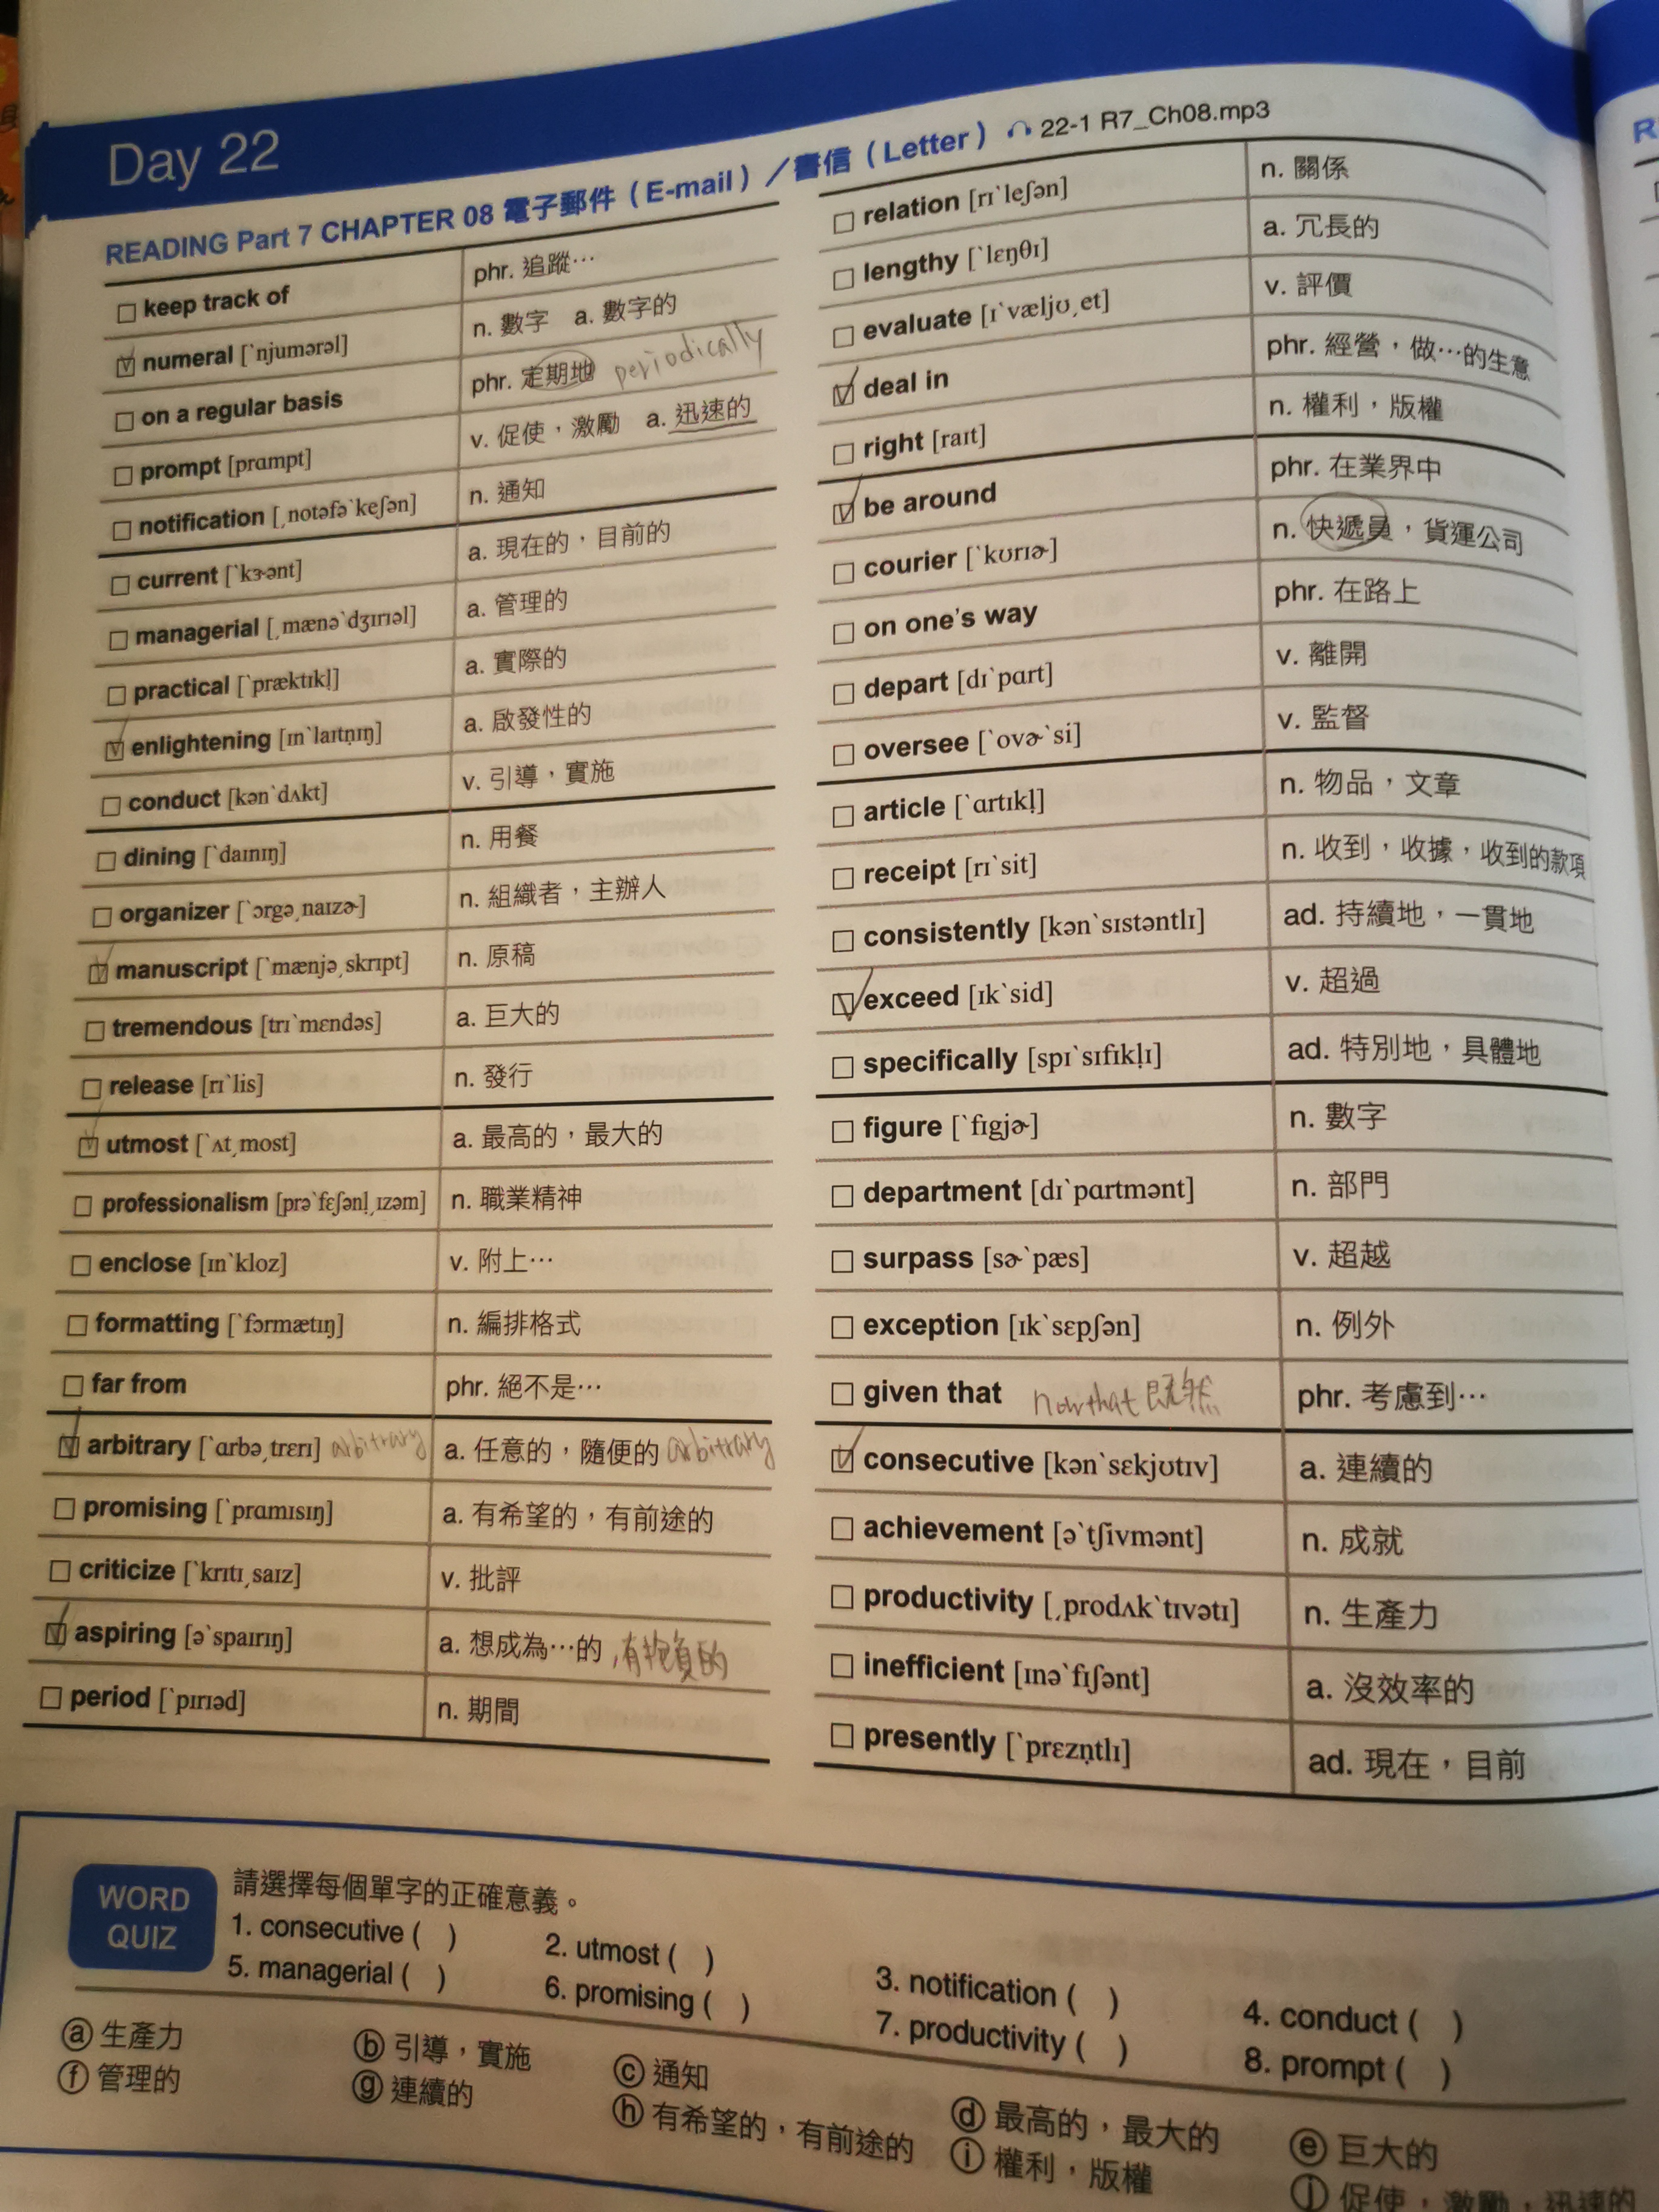 Day 22
READING Part 7 CHAPTER 08 電子郵件（E-mail）／書信（Letter） 22-1 R7_Ch08.mp3
□ keep track of phr. 追蹤…
☑ numeral [ˋnjumərəl] n. 數字 a. 數字的
□ on a regular basis phr. 定期地 periodically
□ prompt [prɑmpt] v. 促使，激勵 a. 迅速的
□ notification [ˌnotəfəˋkeʃən] n. 通知
□ current [ˋkɝənt] a. 現在的，目前的
□ managerial [ˌmænəˋdʒɪrɪəl] a. 管理的
□ practical [ˋpræktɪkḷ] a. 實際的
☑ enlightening [ɪnˋlaɪtṇɪŋ] a. 啟發性的
□ conduct [kənˋdʌkt] v. 引導，實施
□ dining [ˋdaɪnɪŋ] n. 用餐
□ organizer [ˋɔrgəˌnaɪzɚ] n. 組織者，主辦人
☑ manuscript [ˋmænjəˌskrɪpt] n. 原稿
□ tremendous [trɪˋmɛndəs] a. 巨大的
□ release [rɪˋlis] n. 發行
☑ utmost [ˋʌtˌmost] a. 最高的，最大的
□ professionalism [prəˋfɛʃənḷˌɪzəm] n. 職業精神
□ enclose [ɪnˋkloz] v. 附上…
□ formatting [ˋfɔrmætɪŋ] n. 編排格式
□ far from phr. 絕不是…
☑ arbitrary [ˋɑrbəˌtrɛrɪ] arbitrary a. 任意的，隨便的 arbitrary
□ promising [ˋprɑmɪsɪŋ] a. 有希望的，有前途的
□ criticize [ˋkrɪtɪˌsaɪz] v. 批評
☑ aspiring [əˋspaɪrɪŋ] a. 想成為…的 有抱負的
□ period [ˋpɪrɪəd] n. 期間
□ relation [rɪˋleʃən] n. 關係
□ lengthy [ˋlɛŋθɪ] a. 冗長的
□ evaluate [ɪˋvæljʊˌet] v. 評價
☑ deal in phr. 經營，做…的生意
□ right [raɪt] n. 權利，版權
☑ be around phr. 在業界中
□ courier [ˋkʊrɪɚ] n. 快遞員，貨運公司
□ on one's way phr. 在路上
□ depart [dɪˋpɑrt] v. 離開
□ oversee [ˋovɚˋsi] v. 監督
□ article [ˋɑrtɪkḷ] n. 物品，文章
□ receipt [rɪˋsit] n. 收到，收據，收到的款項
□ consistently [kənˋsɪstəntlɪ] ad. 持續地，一貫地
☑ exceed [ɪkˋsid] v. 超過
□ specifically [spɪˋsɪfɪkḷɪ] ad. 特別地，具體地
□ figure [ˋfɪgjɚ] n. 數字
□ department [dɪˋpɑrtmənt] n. 部門
□ surpass [sɚˋpæs] v. 超越
□ exception [ɪkˋsɛpʃən] n. 例外
□ given that now that 既然 phr. 考慮到…
☑ consecutive [kənˋsɛkjʊtɪv] a. 連續的
□ achievement [əˋtʃivmənt] n. 成就
□ productivity [ˌprodʌkˋtɪvətɪ] n. 生產力
□ inefficient [ɪnəˋfɪʃənt] a. 沒效率的
□ presently [ˋprɛzṇtlɪ] ad. 現在，目前
WORD QUIZ
請選擇每個單字的正確意義。
1. consecutive ( ) 2. utmost ( ) 3. notification ( ) 4. conduct ( )
5. managerial ( ) 6. promising ( ) 7. productivity ( ) 8. prompt ( )
ⓐ 生產力 ⓑ 引導，實施 ⓒ 通知 ⓓ 最高的，最大的 ⓔ 巨大的
ⓕ 管理的 ⓖ 連續的 ⓗ 有希望的，有前途的 ⓘ 權利，版權 ⓙ 促使，激勵，迅速的